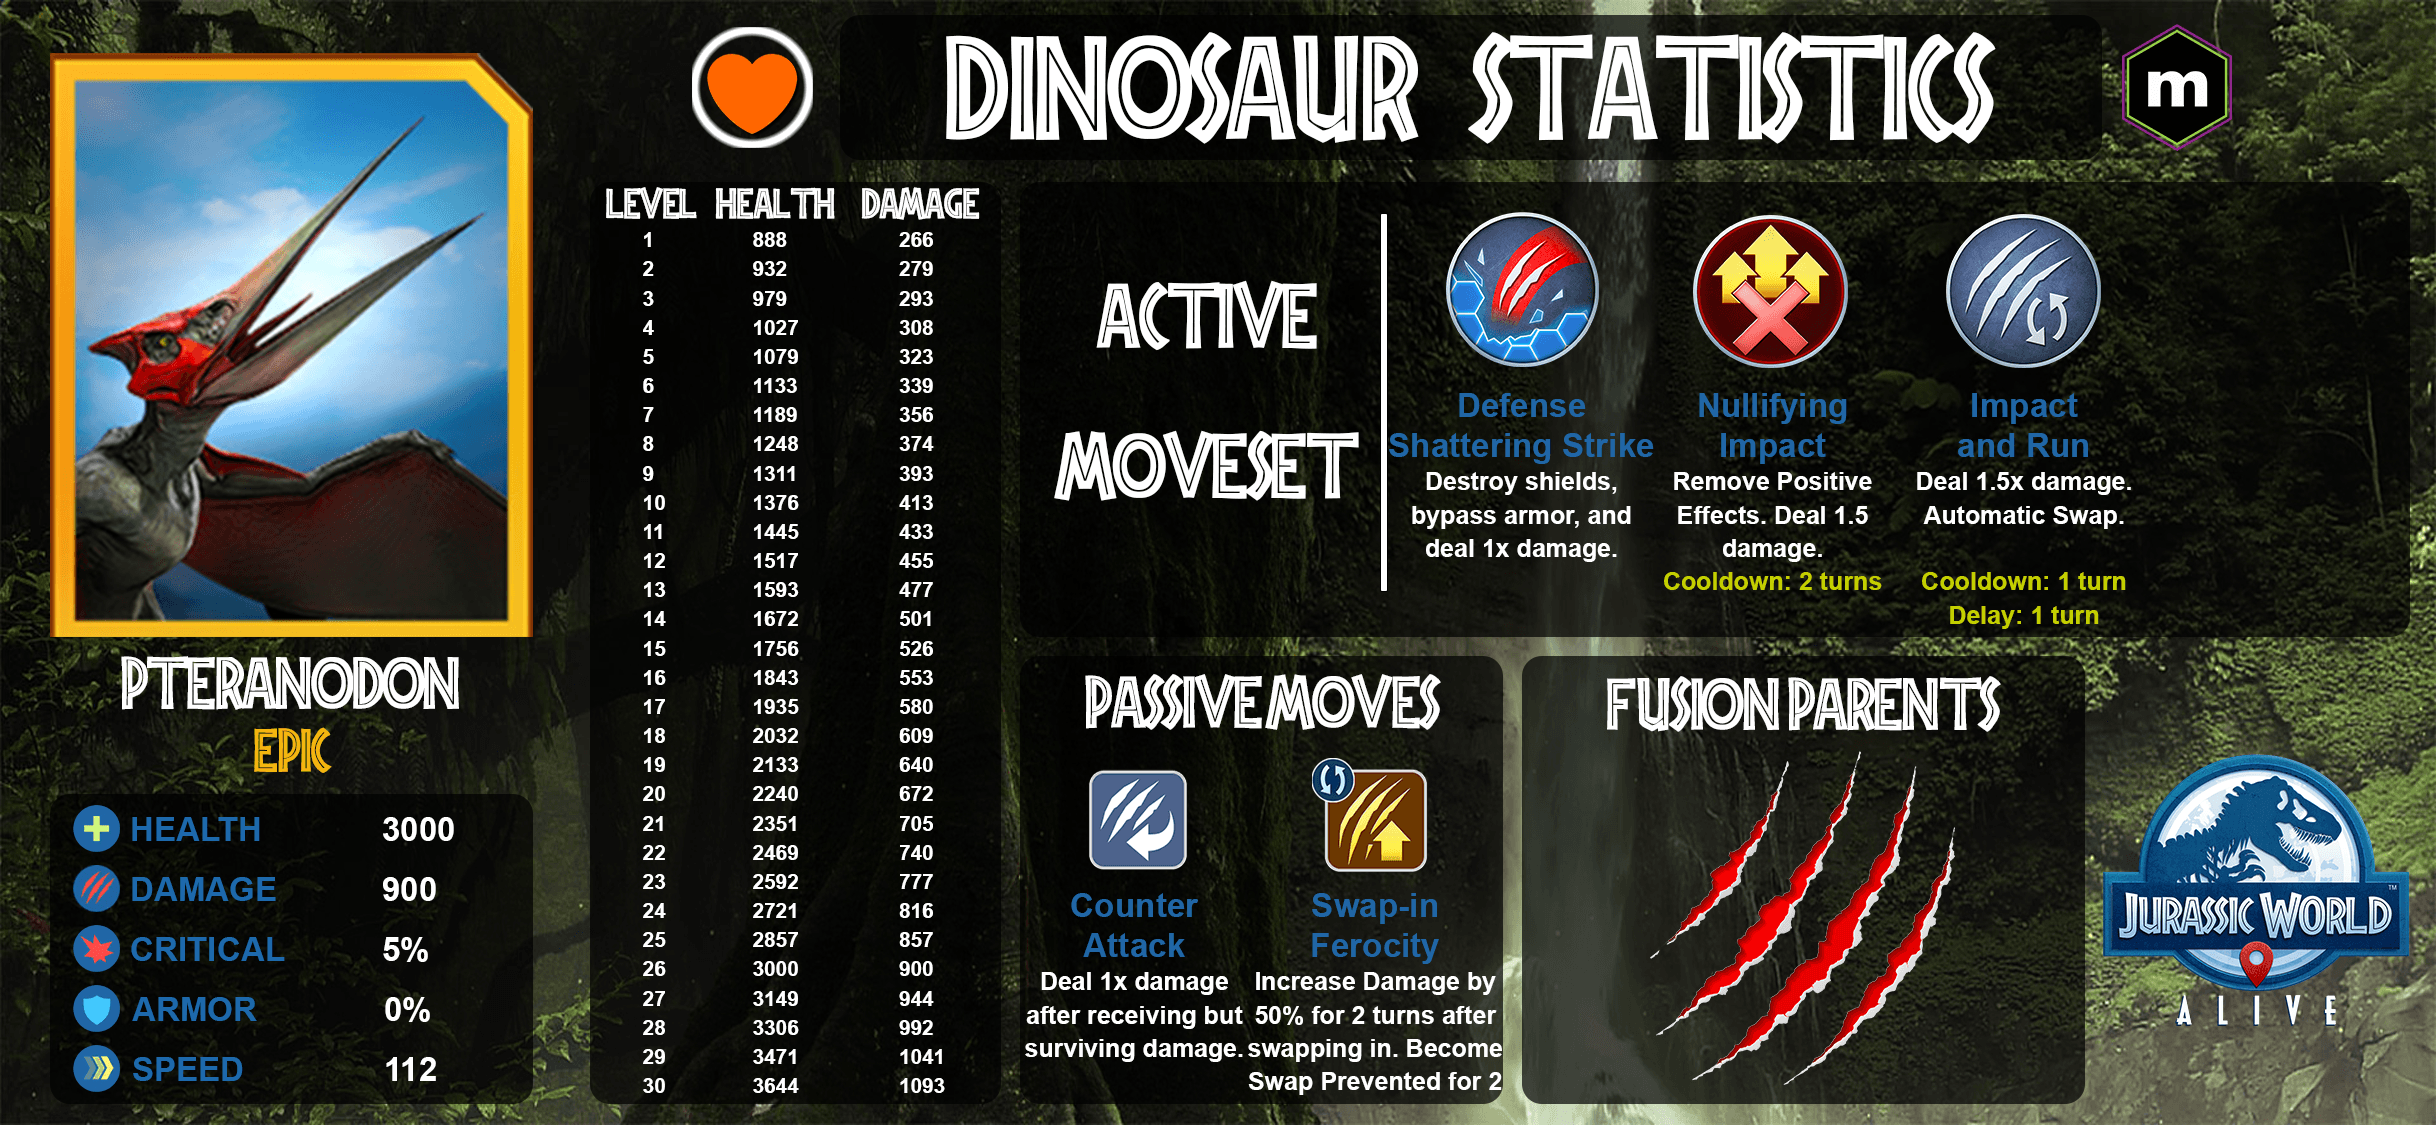 DINOSAUR STATISTICS
m
PTERANODON
EPIC
HEALTH 3000
DAMAGE 900
CRITICAL 5%
ARMOR 0%
SPEED 112
LEVEL HEALTH DAMAGE
1 888 266
2 932 279
3 979 293
4 1027 308
5 1079 323
6 1133 339
7 1189 356
8 1248 374
9 1311 393
10 1376 413
11 1445 433
12 1517 455
13 1593 477
14 1672 501
15 1756 526
16 1843 553
17 1935 580
18 2032 609
19 2133 640
20 2240 672
21 2351 705
22 2469 740
23 2592 777
24 2721 816
25 2857 857
26 3000 900
27 3149 944
28 3306 992
29 3471 1041
30 3644 1093
ACTIVE
MOVESET
Defense
Shattering Strike
Destroy shields,
bypass armor, and
deal 1x damage.
Nullifying
Impact
Remove Positive
Effects. Deal 1.5
damage.
Cooldown: 2 turns
Impact
and Run
Deal 1.5x damage.
Automatic Swap.
Cooldown: 1 turn
Delay: 1 turn
PASSIVE MOVES
Counter
Attack
Deal 1x damage
after receiving but
surviving damage.
Swap-in
Ferocity
Increase Damage by
50% for 2 turns after
swapping in. Become
Swap Prevented for 2
FUSION PARENTS
JURASSIC WORLD™
ALIVE